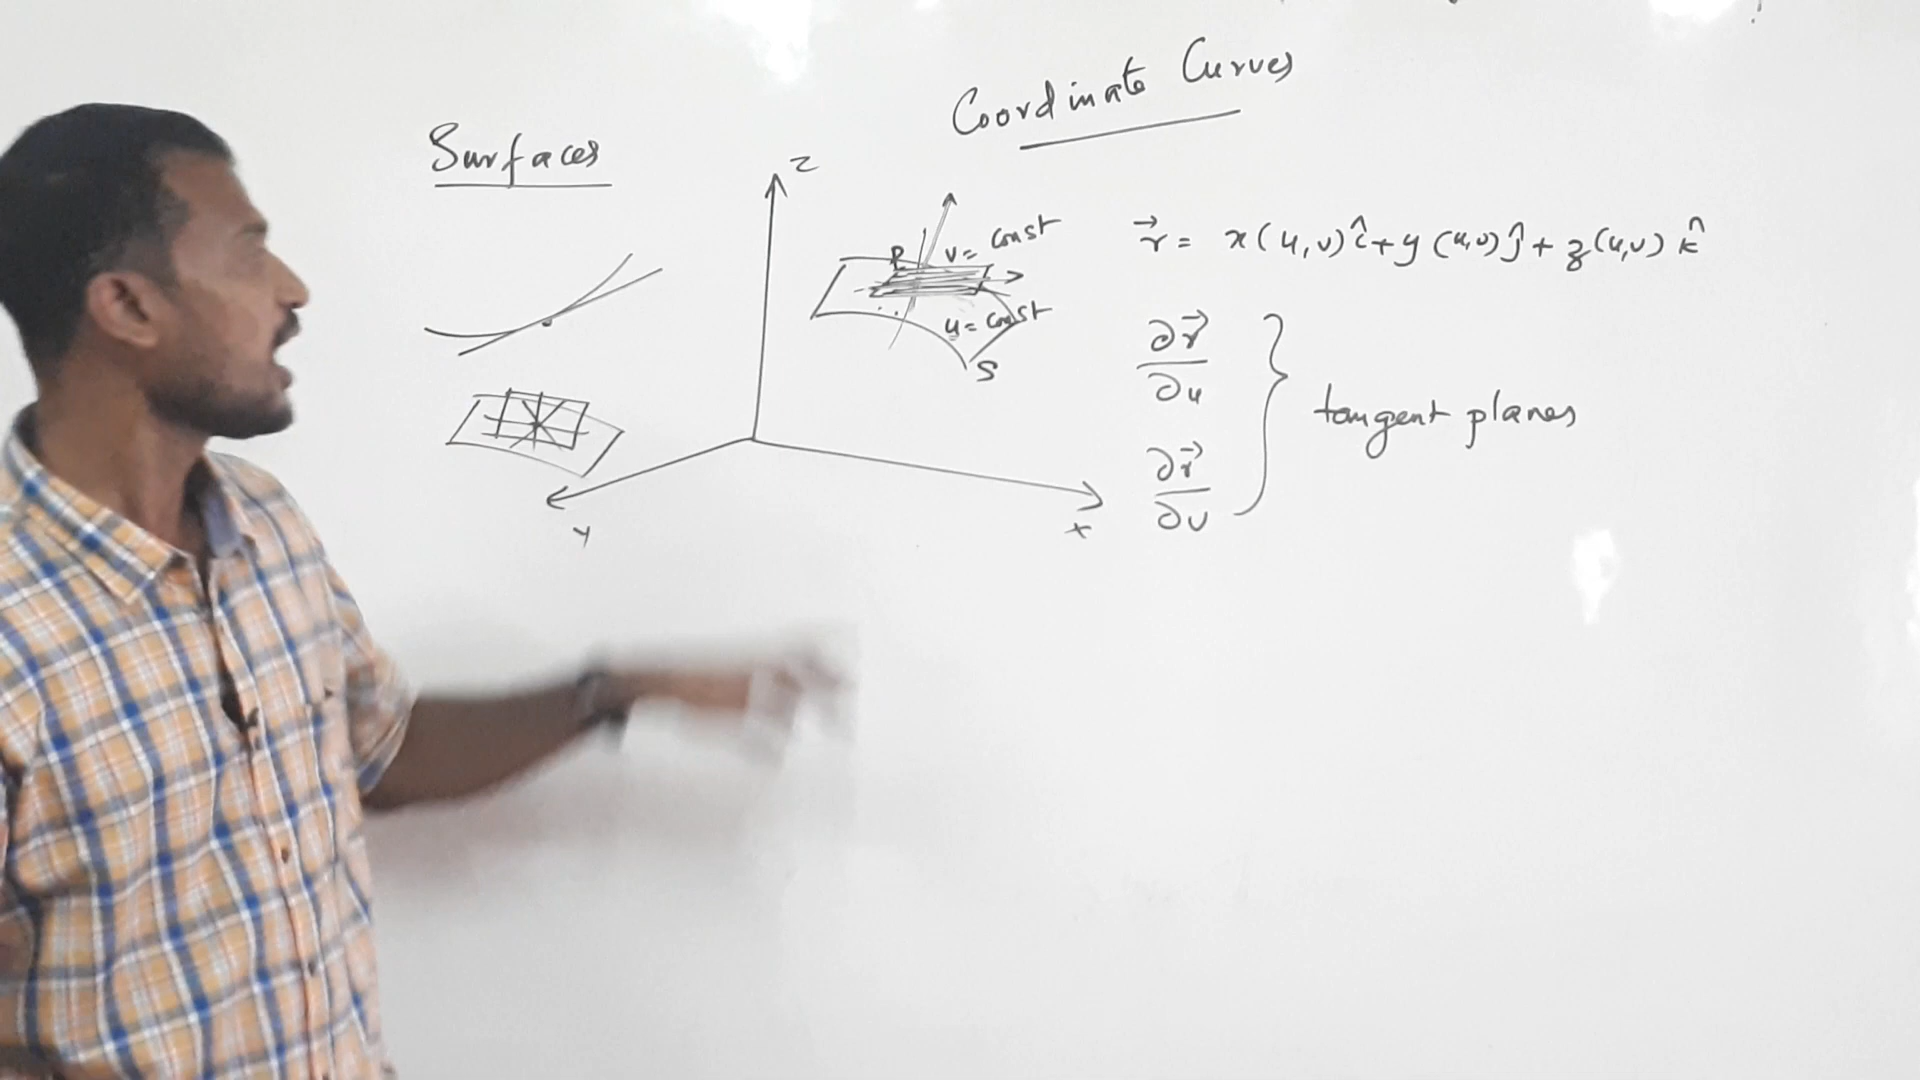 Coordinate Curves
Surfaces
z
P
v = const
u = const
S
y
x
r⃗ = x(u,v)î + y(u,v)ĵ + z(u,v)k̂
∂r⃗
∂u
∂r⃗
∂v
tangent planes